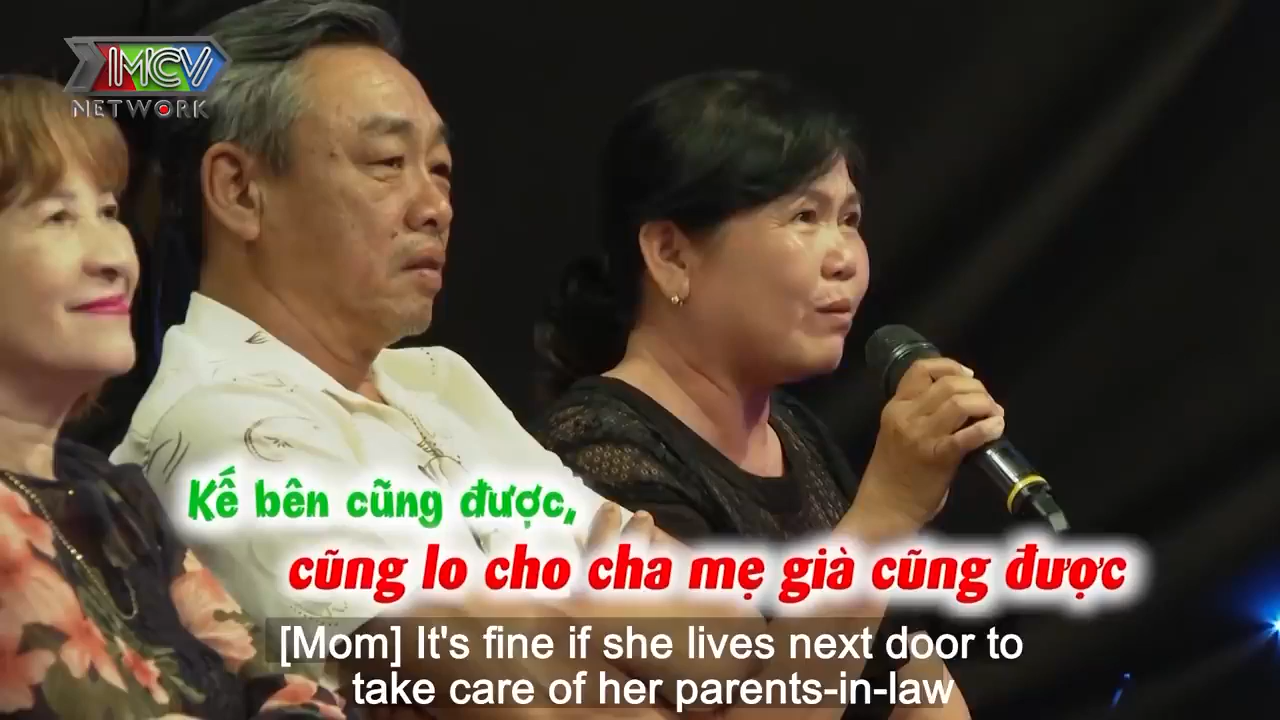 MCV
NETWORK
Kế bên cũng được,
cũng lo cho cha mẹ già cũng được
[Mom] It's fine if she lives next door to
take care of her parents-in-law